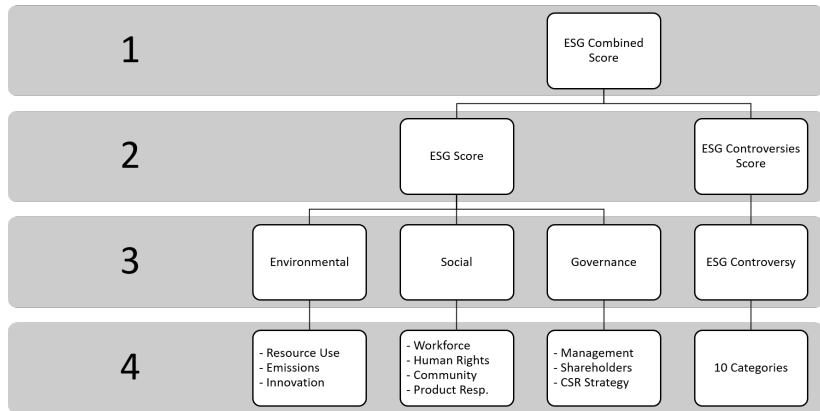 1
ESG Combined
Score
2
ESG Score
ESG Controversies
Score
3
Environmental
Social
Governance
ESG Controversy
4
- Resource Use
- Emissions
- Innovation
- Workforce
- Human Rights
- Community
- Product Resp.
- Management
- Shareholders
- CSR Strategy
10 Categories